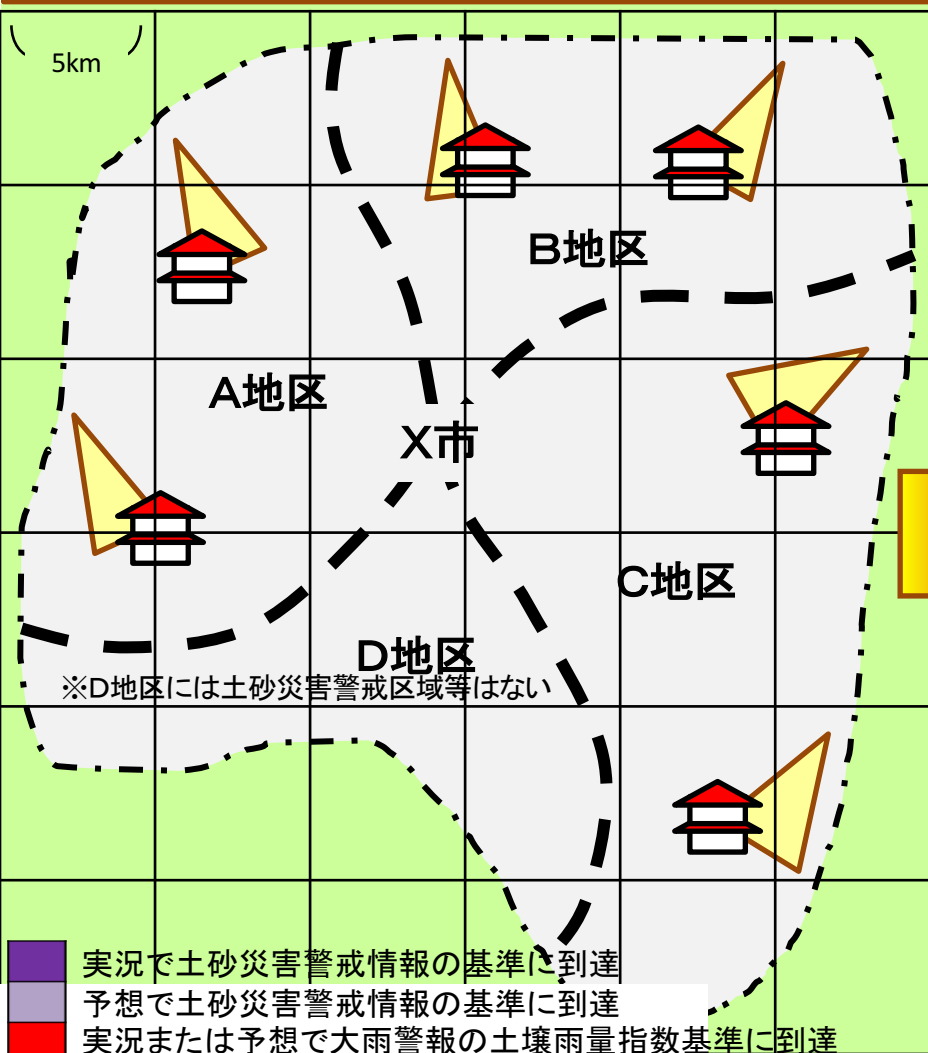 5km
B地区
A地区
X市
C地区
D地区
※D地区には土砂災害警戒区域等はない
実況で土砂災害警戒情報の基準に到達
予想で土砂災害警戒情報の基準に到達
実況または予想で大雨警報の土壌雨量指数基準に到達